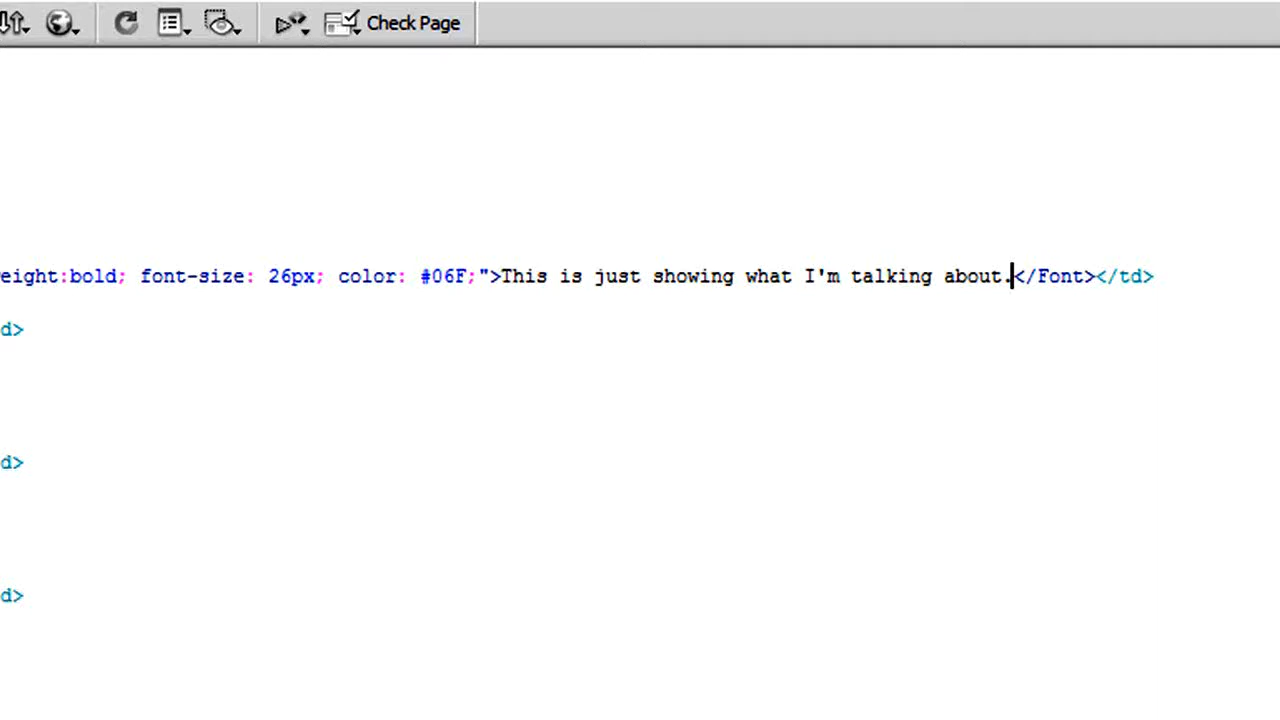 Check Page
eight:bold; font-size: 26px; color: #06F;">This is just showing what I'm talking about.</Font></td>
d>
d>
d>